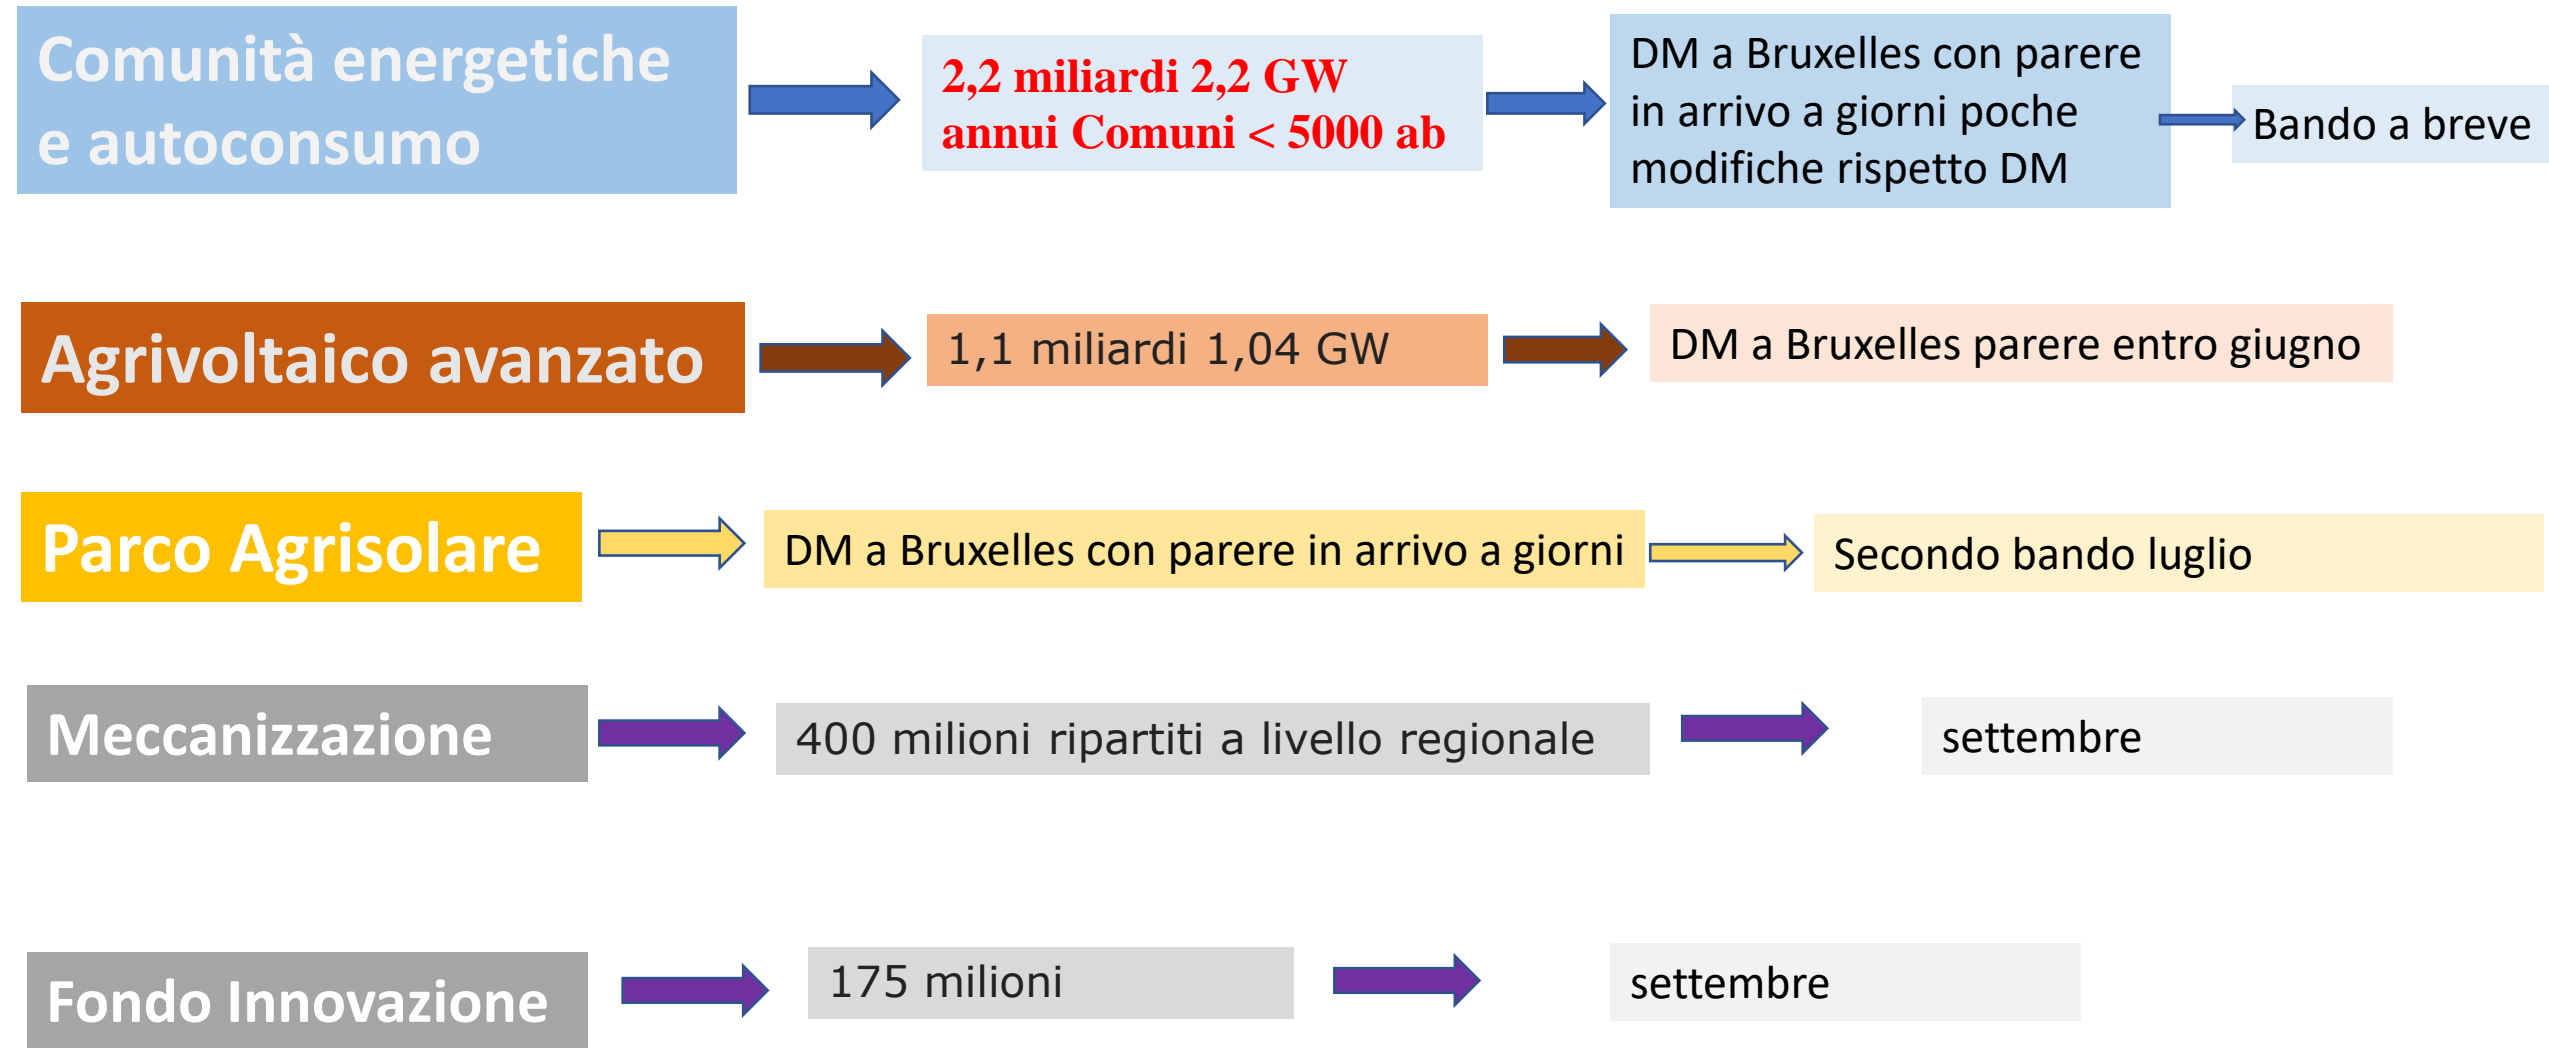 Comunità energetiche
e autoconsumo
2,2 miliardi 2,2 GW
annui Comuni < 5000 ab
DM a Bruxelles con parere
in arrivo a giorni poche
modifiche rispetto DM
Bando a breve
Agrivoltaico avanzato
1,1 miliardi 1,04 GW
DM a Bruxelles parere entro giugno
Parco Agrisolare
DM a Bruxelles con parere in arrivo a giorni
Secondo bando luglio
Meccanizzazione
400 milioni ripartiti a livello regionale
settembre
Fondo Innovazione
175 milioni
settembre